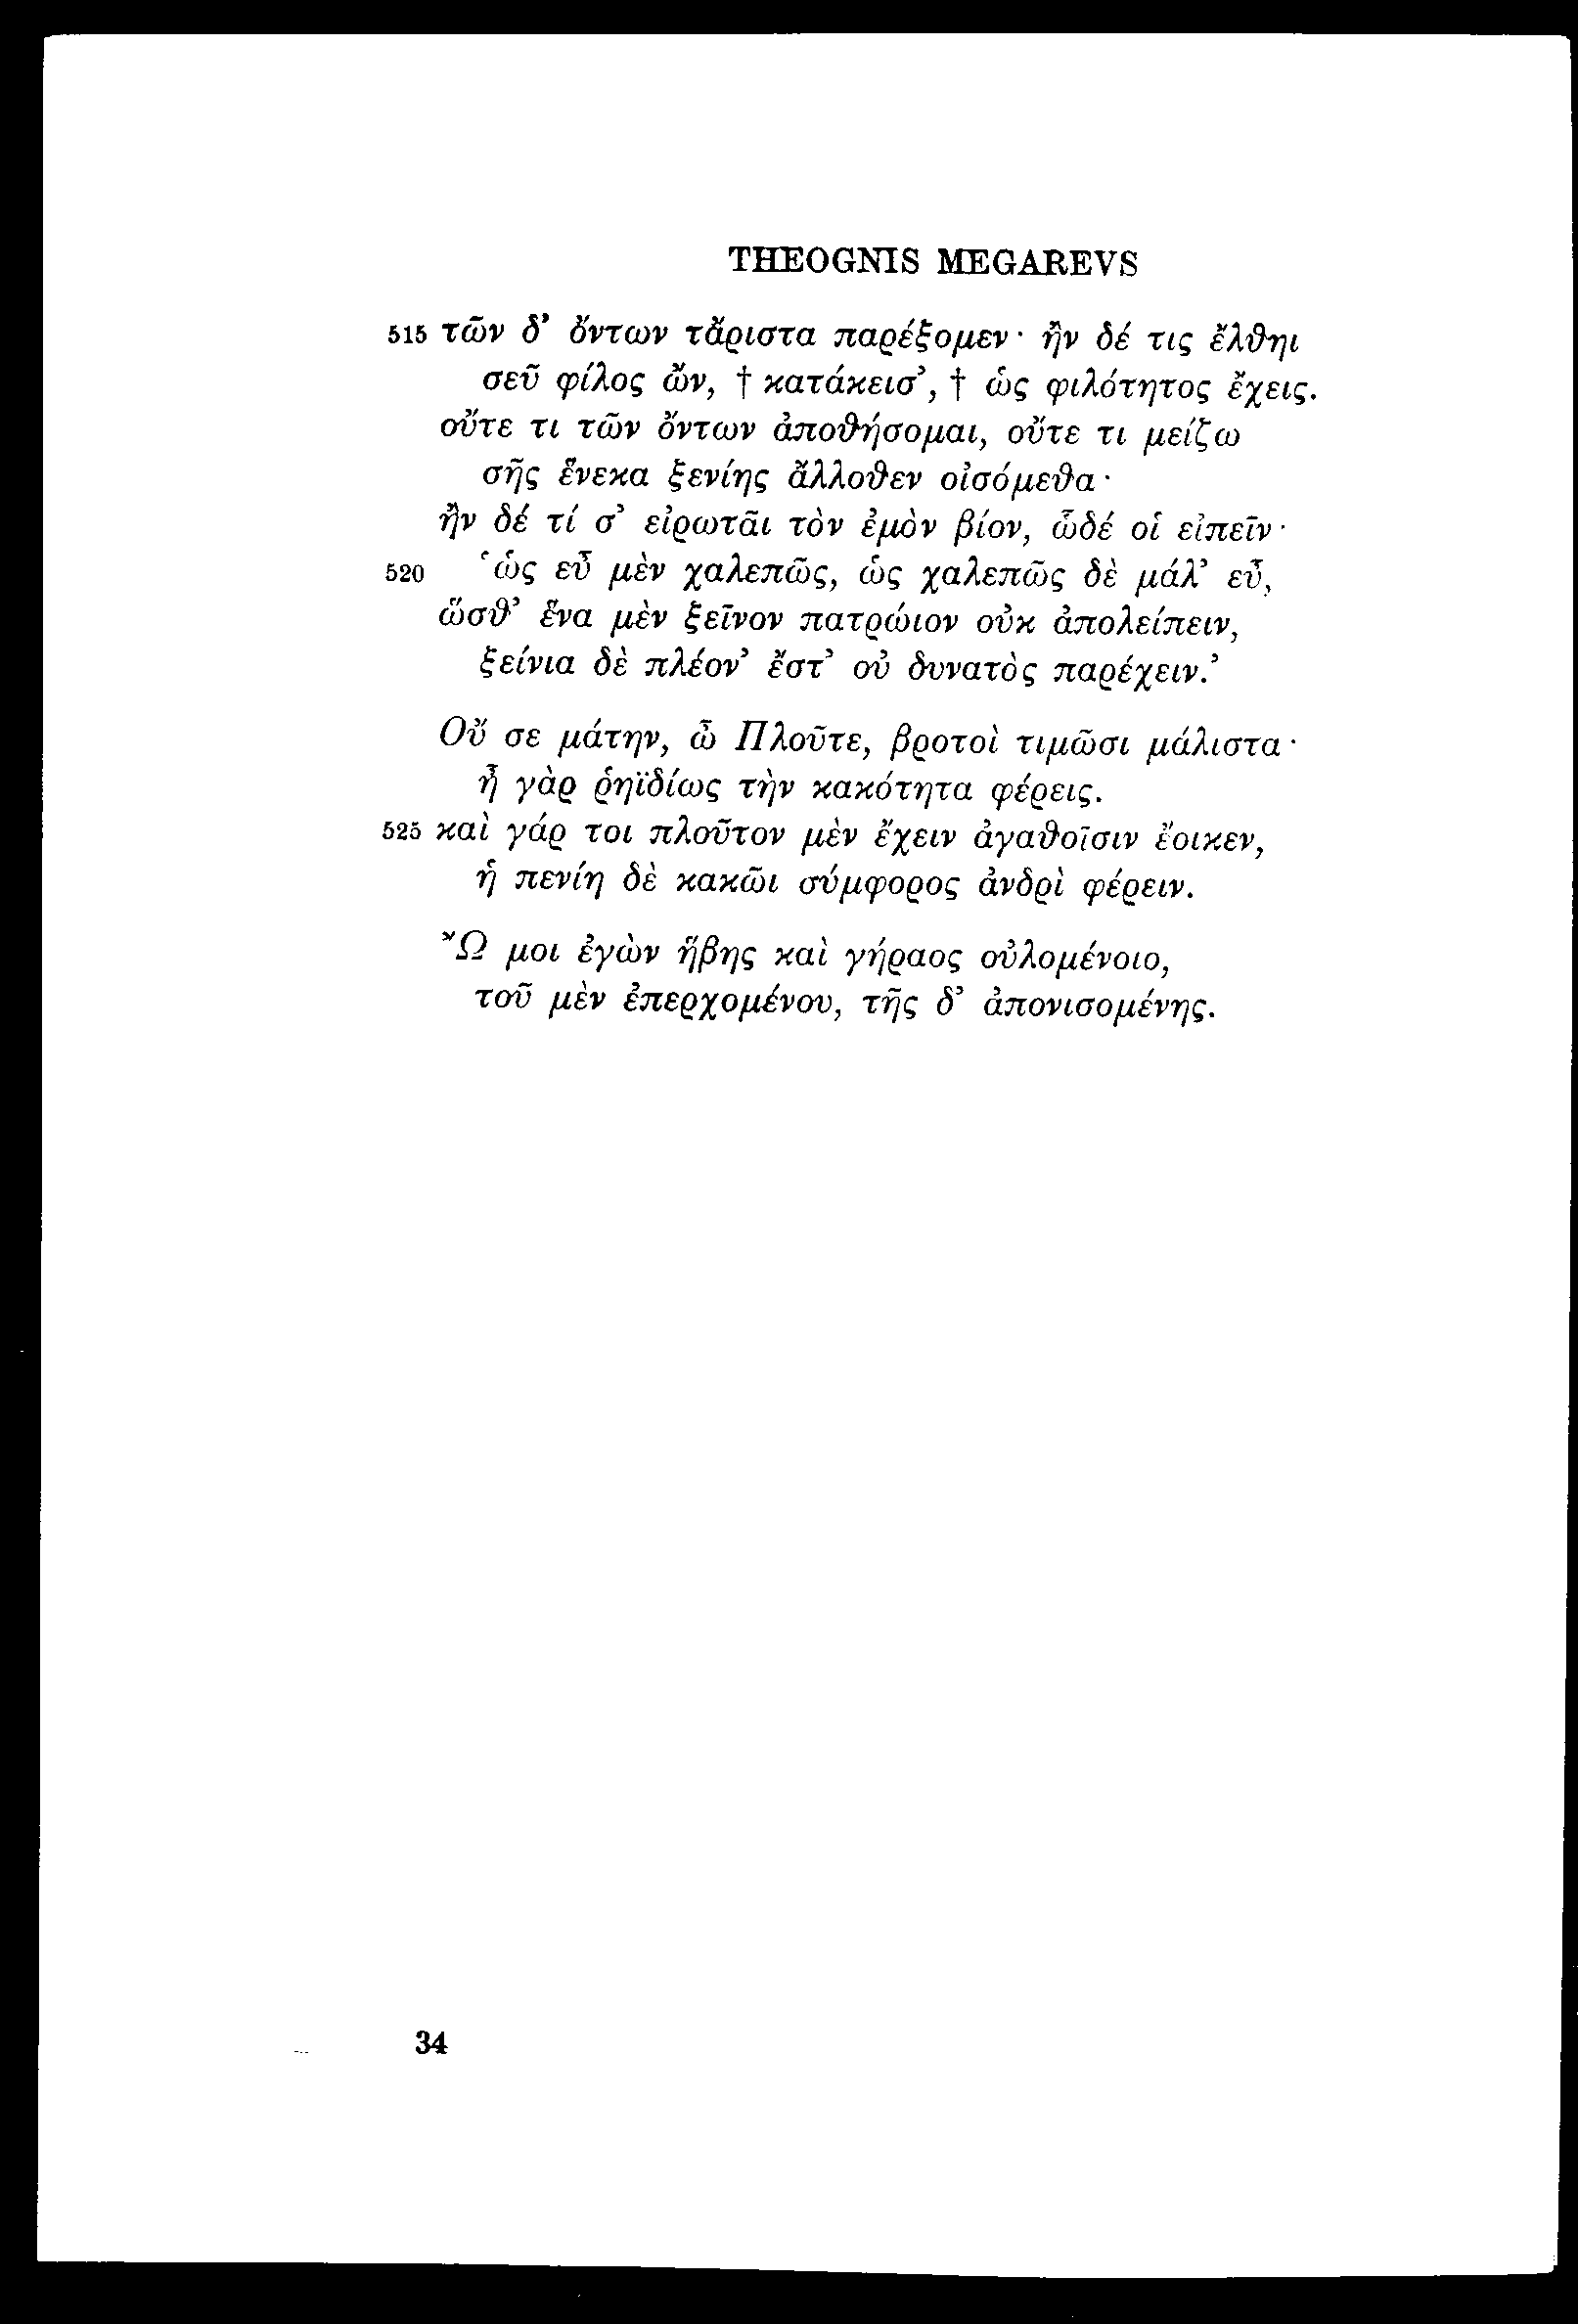 THEOGNIS MEGAREVS
515 τῶν δ’ ὄντων τἄριστα παρέξομεν· ἢν δέ τις ἔλθηι
σεῦ φίλος ὤν, † κατάκεισ’, † ὡς φιλότητος ἔχεις.
οὔτε τι τῶν ὄντων ἀποθήσομαι, οὔτε τι μείζω
σῆς ἕνεκα ξενίης ἄλλοθεν οἰσόμεθα·
ἢν δέ τί σ’ εἰρωτᾶι τὸν ἐμὸν βίον, ὧδέ οἱ εἰπεῖν·
520 ‘ὡς εὖ μὲν χαλεπῶς, ὡς χαλεπῶς δὲ μάλ’ εὖ,
ὥσθ’ ἕνα μὲν ξεῖνον πατρώιον οὐκ ἀπολείπειν,
ξείνια δὲ πλέον’ ἔστ’ οὐ δυνατὸς παρέχειν.’
Οὔ σε μάτην, ὦ Πλοῦτε, βροτοὶ τιμῶσι μάλιστα·
ἦ γὰρ ῥηϊδίως τὴν κακότητα φέρεις.
525 καὶ γάρ τοι πλοῦτον μὲν ἔχειν ἀγαθοῖσιν ἔοικεν,
ἡ πενίη δὲ κακῶι σύμφορος ἀνδρὶ φέρειν.
Ὤ μοι ἐγὼν ἥβης καὶ γήραος οὐλομένοιο,
τοῦ μὲν ἐπερχομένου, τῆς δ’ ἀπονισομένης.
34